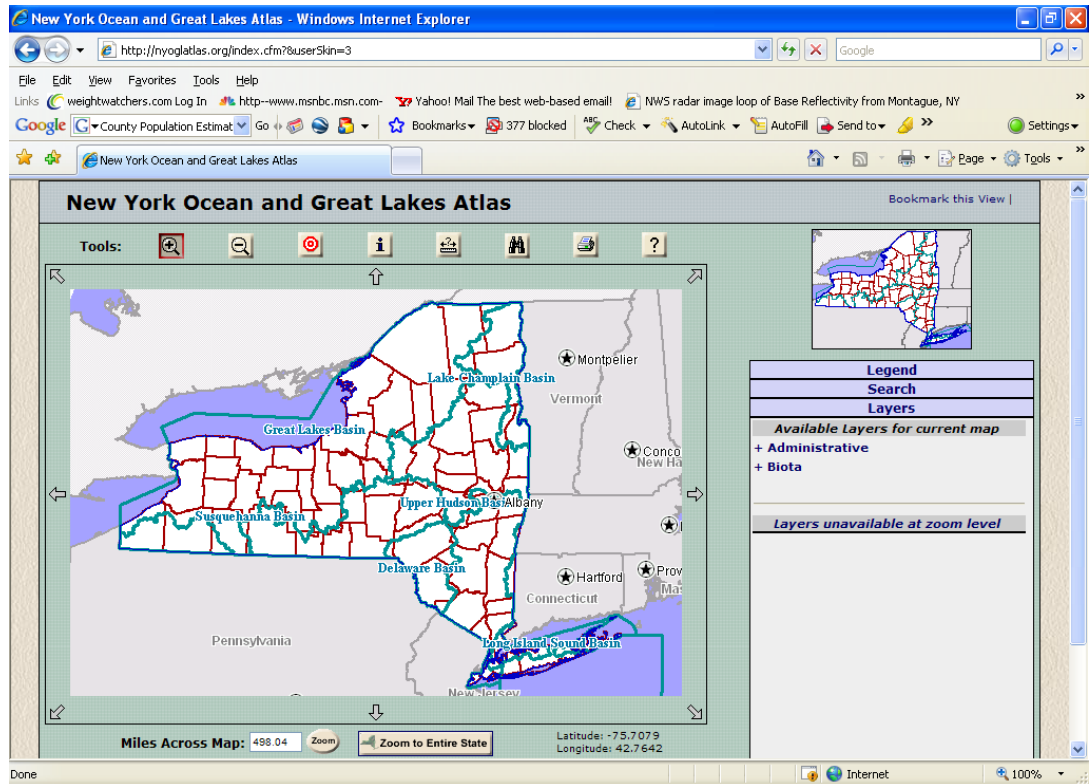 New York Ocean and Great Lakes Atlas - Windows Internet Explorer
http://nyoglatlas.org/index.cfm?&userSkin=3
Google
File Edit View Favorites Tools Help
Links weightwatchers.com Log In http--www.msnbc.msn.com- Yahoo! Mail The best web-based email! NWS radar image loop of Base Reflectivity from Montague, NY »
Google G County Population Estimat Go Bookmarks 377 blocked ABC Check AutoLink AutoFill Send to » Settings
New York Ocean and Great Lakes Atlas Page Tools »
New York Ocean and Great Lakes Atlas
Bookmark this View |
Tools: i ?
Montpelier
Lake Champlain Basin
Vermont
Great Lakes Basin
Conco
New Ha
Upper Hudson Bas
Albany
Susquehanna Basin
Delaware Basin
Hartford
Prov
Mas
Connecticut
Pennsylvania
Long Island Sound Basin
New Jersey
Legend
Search
Layers
Available Layers for current map
+ Administrative
+ Biota
Layers unavailable at zoom level
Miles Across Map: 498.04 Zoom Zoom to Entire State
Latitude: -75.7079
Longitude: 42.7642
Done Internet 100%